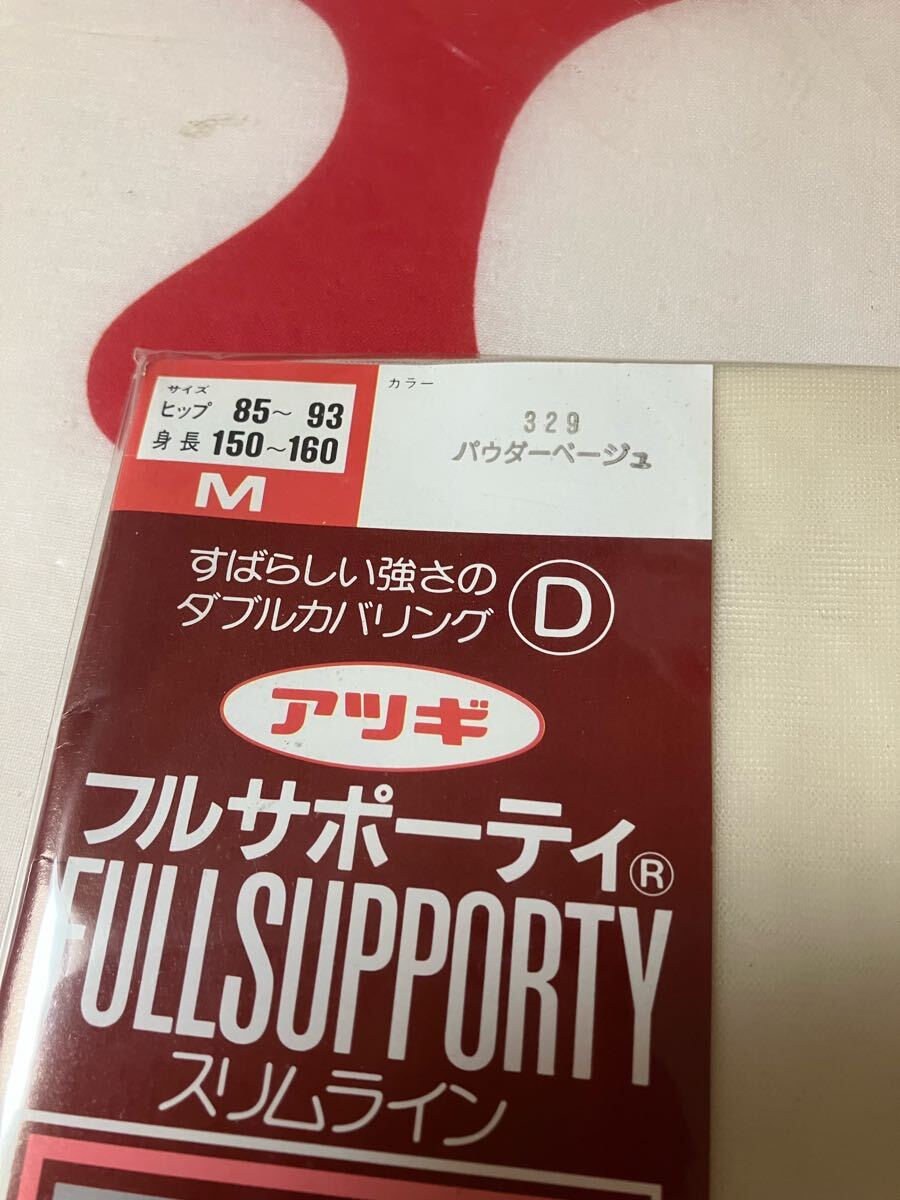 サイズ
ヒップ 85～93
身長 150～160
M
カラー
329
パウダーベージュ
すばらしい強さの
ダブルカバリング
D
アツギ
フルサポーティ®
FULLSUPPORTY
スリムライン